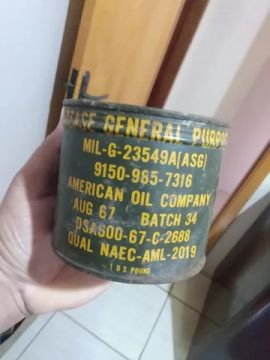 GREASE GENERAL PURPOSE
MIL-G-23549A(ASG)
9150-985-7316
AMERICAN OIL COMPANY
AUG 67 BATCH 34
DSA600-67-C-2688
QUAL NAEC-AML-2019
1 U S POUND